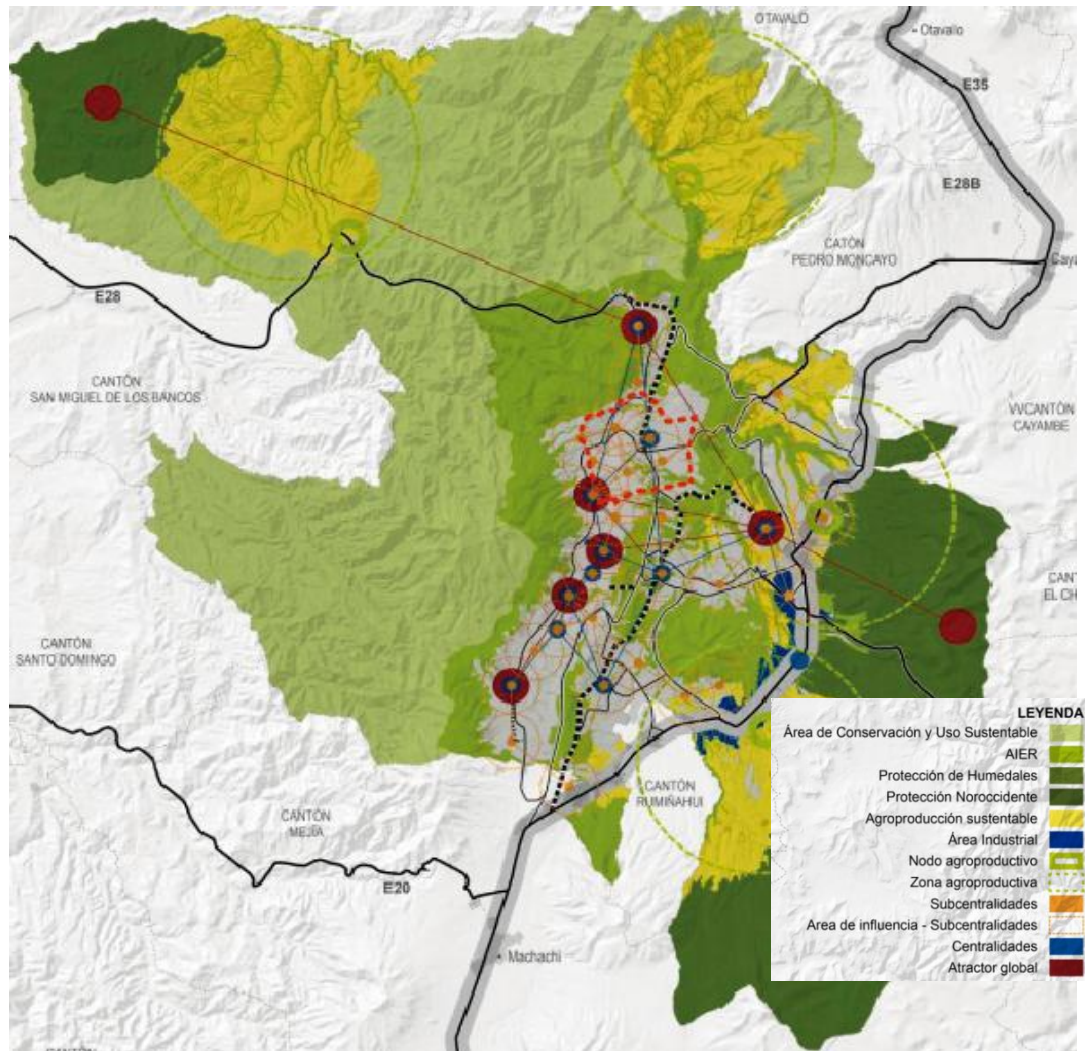 OTAVALO
Otavalo
E35
E28B
CATÓN
PEDRO MONCAYO
E28
CANTÓN
SAN MIGUEL DE LOS BANCOS
VVCANTÓN
CAYAMBE
CANTÓN
SANTO DOMINGO
LEYENDA
Área de Conservación y Uso Sustentable
AIER
Protección de Humedales
Protección Noroccidente
Agroproducción sustentable
Área Industrial
Nodo agroproductivo
Zona agroproductiva
Subcentralidades
Area de influencia - Subcentralidades
Centralidades
Atractor global
CANTÓN
RUMIÑAHUI
CANTÓN
MEJÍA
E20
Machachi